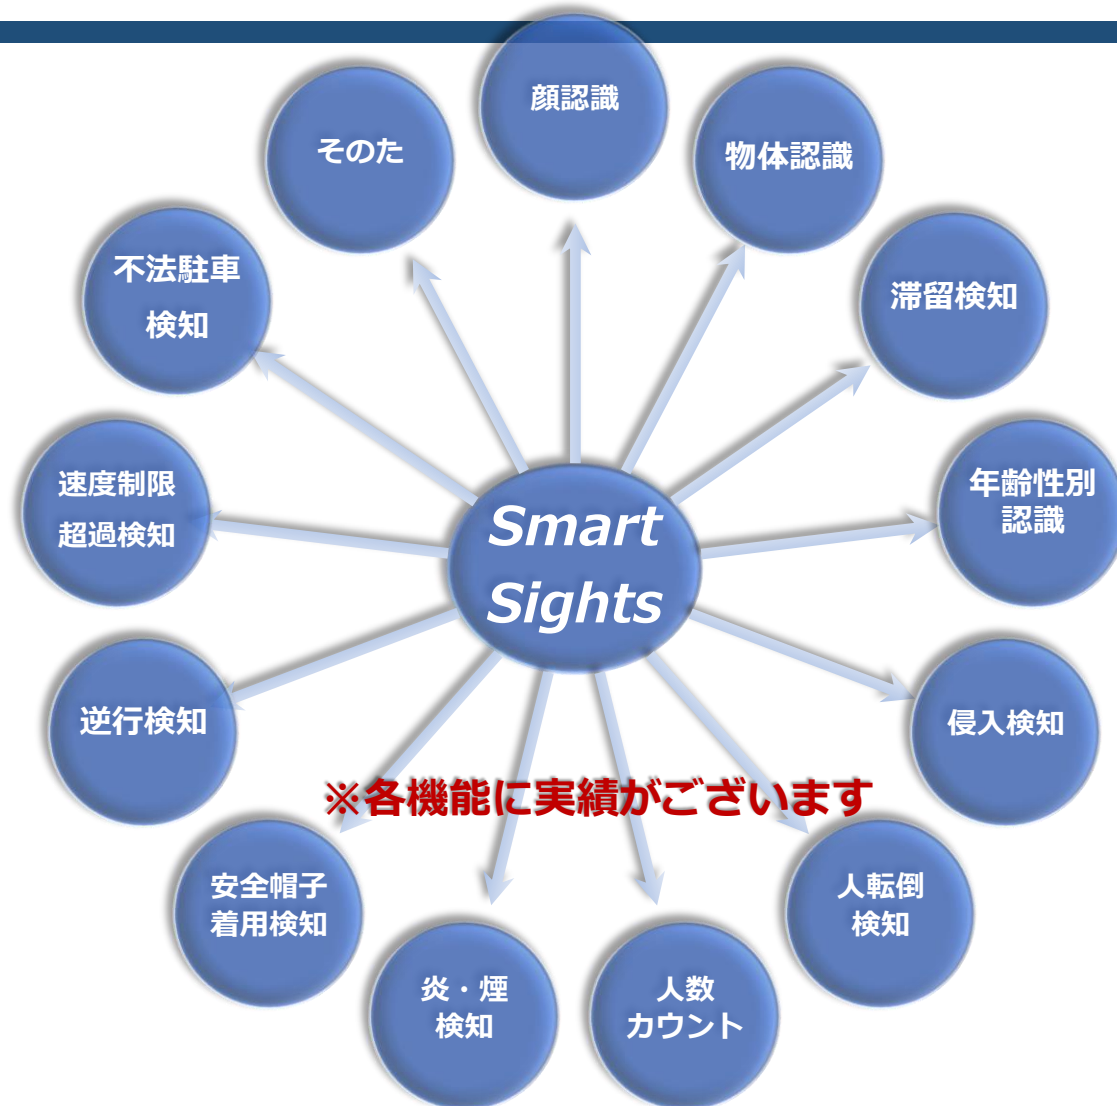 顔認識
物体認識
滞留検知
年齢性別
認識
侵入検知
人転倒
検知
人数
カウント
炎・煙
検知
安全帽子
着用検知
逆行検知
速度制限
超過検知
不法駐車
検知
そのた
Smart
Sights
※各機能に実績がございます